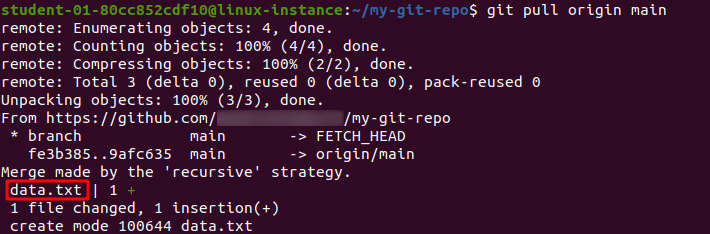 student-01-80cc852cdf10@linux-instance:~/my-git-repo$ git pull origin main
remote: Enumerating objects: 4, done.
remote: Counting objects: 100% (4/4), done.
remote: Compressing objects: 100% (2/2), done.
remote: Total 3 (delta 0), reused 0 (delta 0), pack-reused 0
Unpacking objects: 100% (3/3), done.
From https://github.com/ /my-git-repo
 * branch            main       -> FETCH_HEAD
   fe3b385..9afc635  main       -> origin/main
Merge made by the 'recursive' strategy.
 data.txt | 1 +
 1 file changed, 1 insertion(+)
 create mode 100644 data.txt